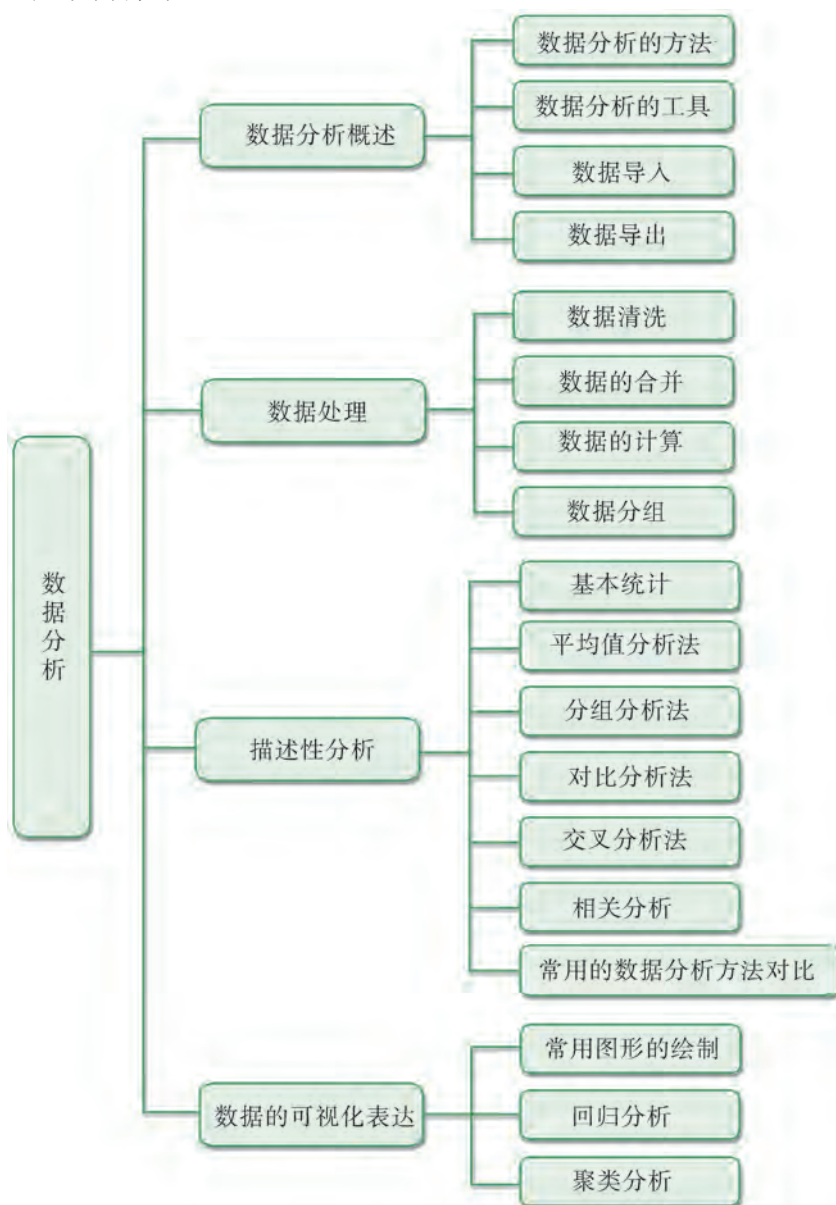 数据分析
数据分析概述
数据分析的方法
数据分析的工具
数据导入
数据导出
数据处理
数据清洗
数据的合并
数据的计算
数据分组
描述性分析
基本统计
平均值分析法
分组分析法
对比分析法
交叉分析法
相关分析
常用的数据分析方法对比
数据的可视化表达
常用图形的绘制
回归分析
聚类分析